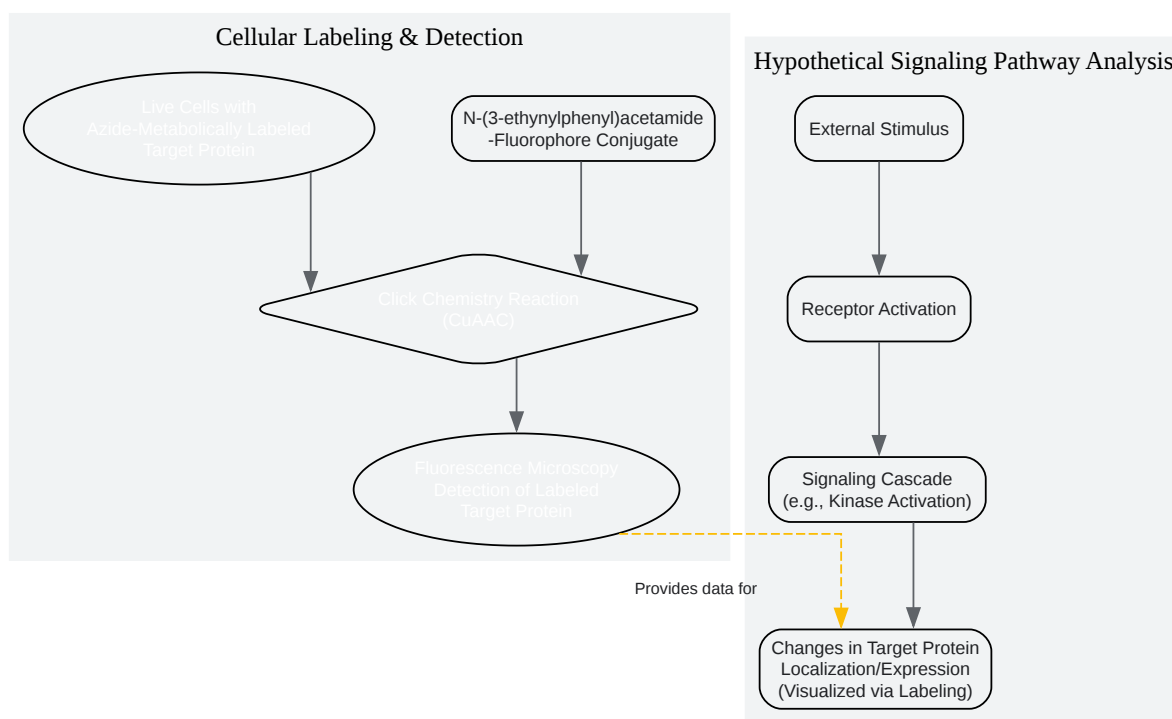 Cellular Labeling & Detection
Live Cells with
Azide-Metabolically Labeled
Target Protein
N-(3-ethynylphenyl)acetamide
-Fluorophore Conjugate
Click Chemistry Reaction
(CuAAC)
Fluorescence Microscopy
Detection of Labeled
Target Protein
Provides data for
Hypothetical Signaling Pathway Analysis
External Stimulus
Receptor Activation
Signaling Cascade
(e.g., Kinase Activation)
Changes in Target Protein
Localization/Expression
(Visualized via Labeling)